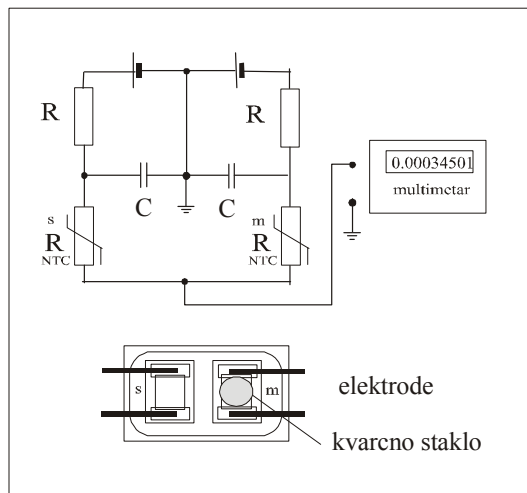 R
R
0.00034501
multimetar
C
C
s
R
NTC
m
R
NTC
s
m
elektrode
kvarcno staklo